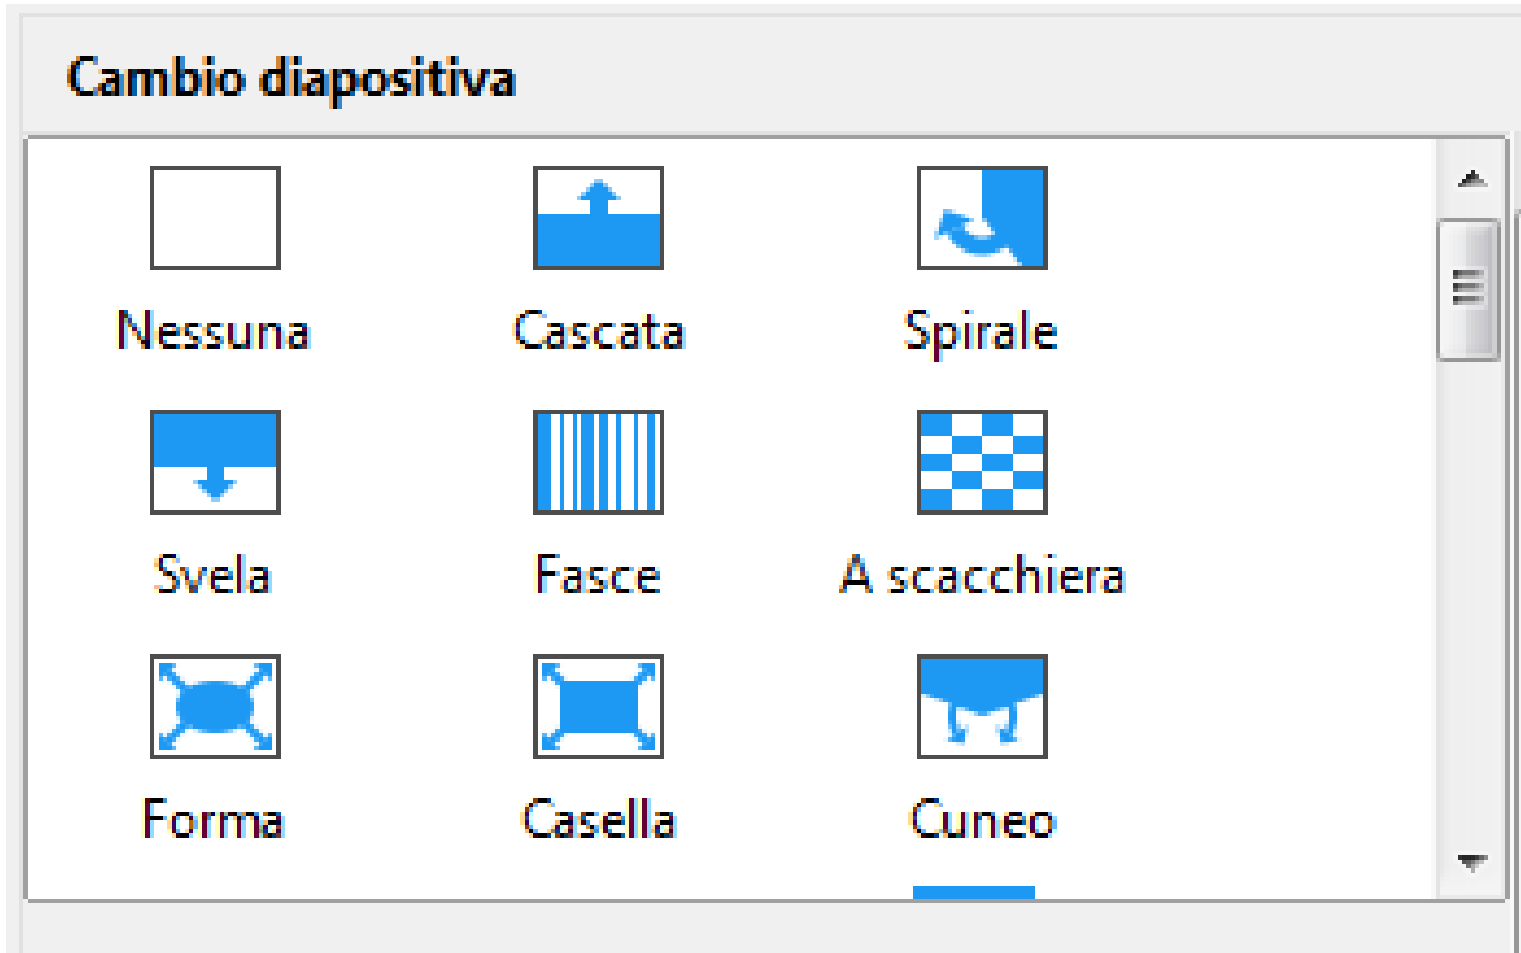 Cambio diapositiva
Nessuna
Cascata
Spirale
Svela
Fasce
A scacchiera
Forma
Casella
Cuneo